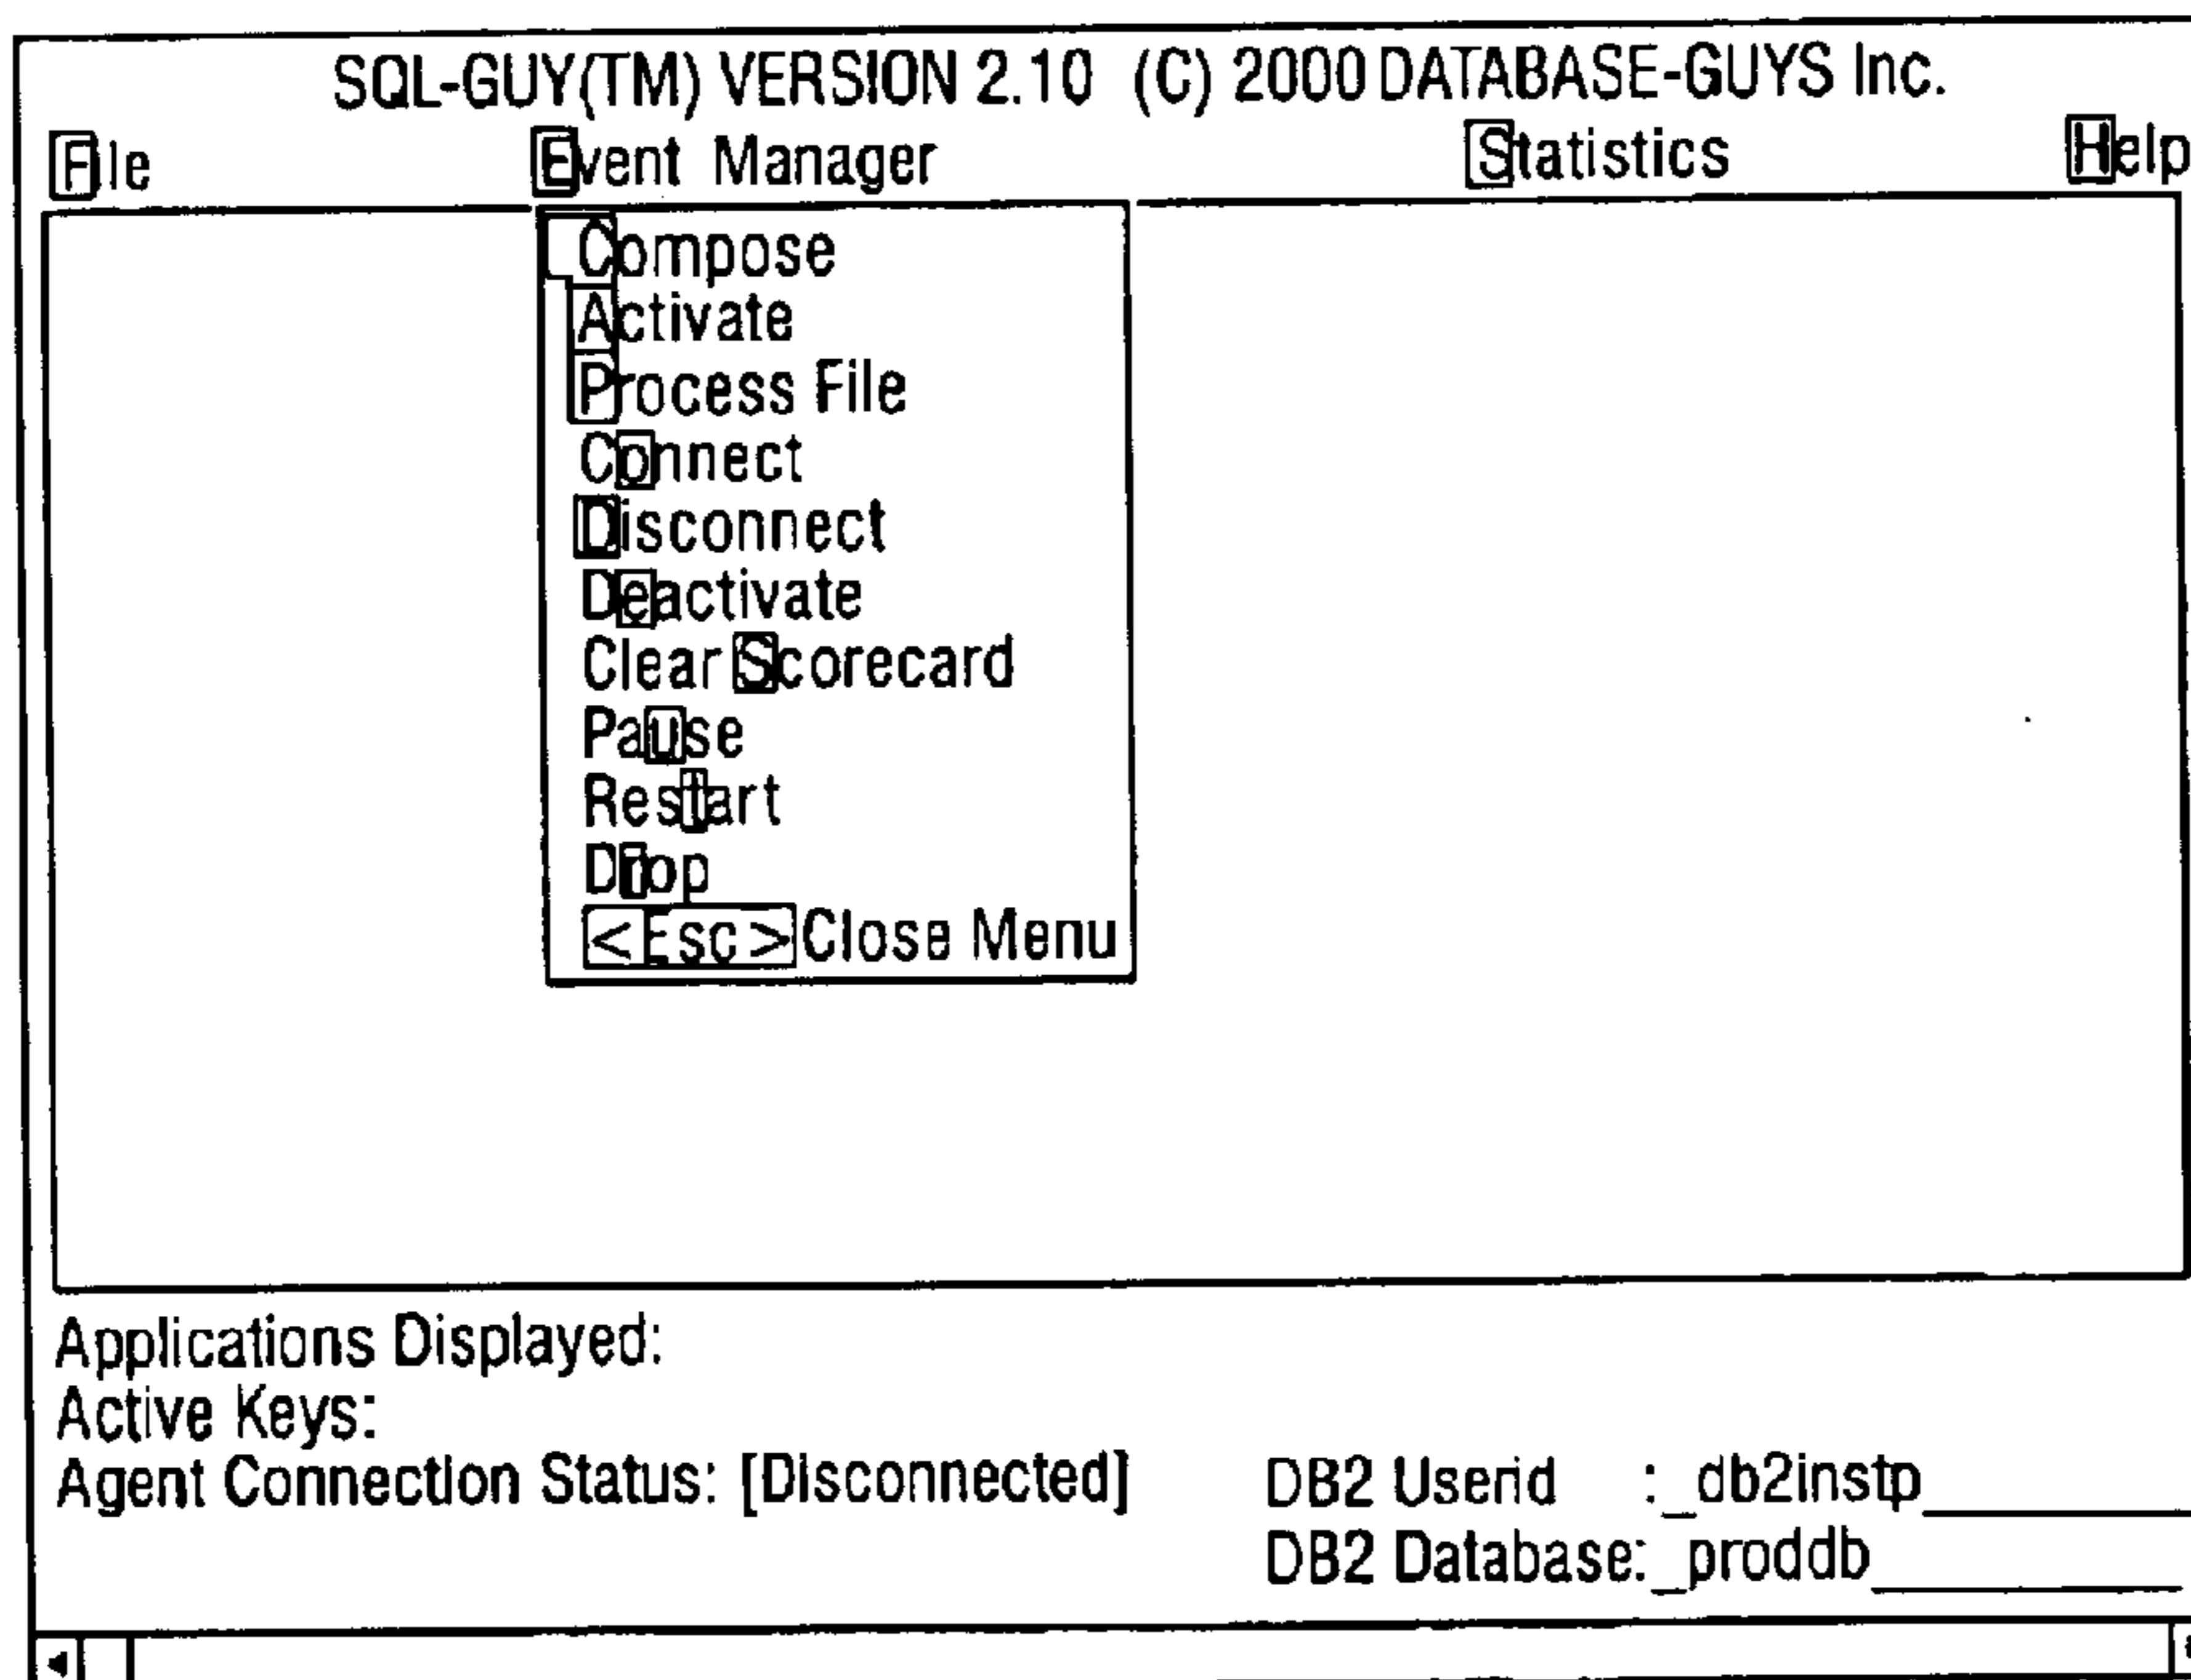 SQL-GUY(TM) VERSION 2.10 (C) 2000 DATABASE-GUYS Inc.
File Event Manager Statistics Help
Compose
Activate
Process File
Connect
Disconnect
Deactivate
Clear Scorecard
Pause
Restart
Drop
<Esc> Close Menu
Applications Displayed:
Active Keys:
Agent Connection Status: [Disconnected] DB2 Userid :_db2instp__________
DB2 Database:_proddb__________